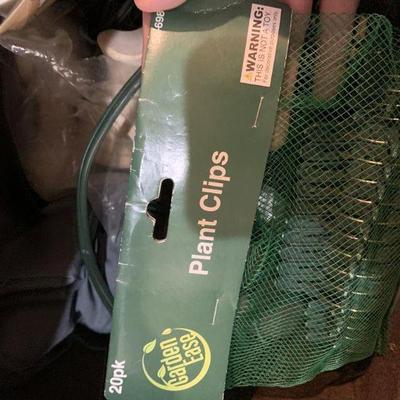 WARNING:
THIS IS NOT A TOY.
Plant Clips
Garden
Ease
20pk